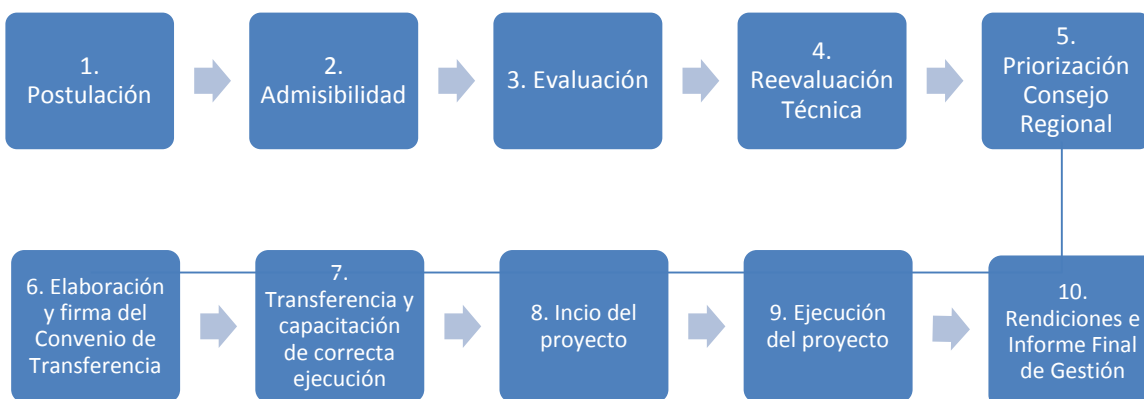 1.
Postulación
2.
Admisibilidad
3. Evaluación
4.
Reevaluación
Técnica
5.
Priorización
Consejo
Regional
6. Elaboración
y firma del
Convenio de
Transferencia
7.
Transferencia y
capacitación
de correcta
ejecución
8. Incio del
proyecto
9. Ejecución
del proyecto
10.
Rendiciones e
Informe Final
de Gestión